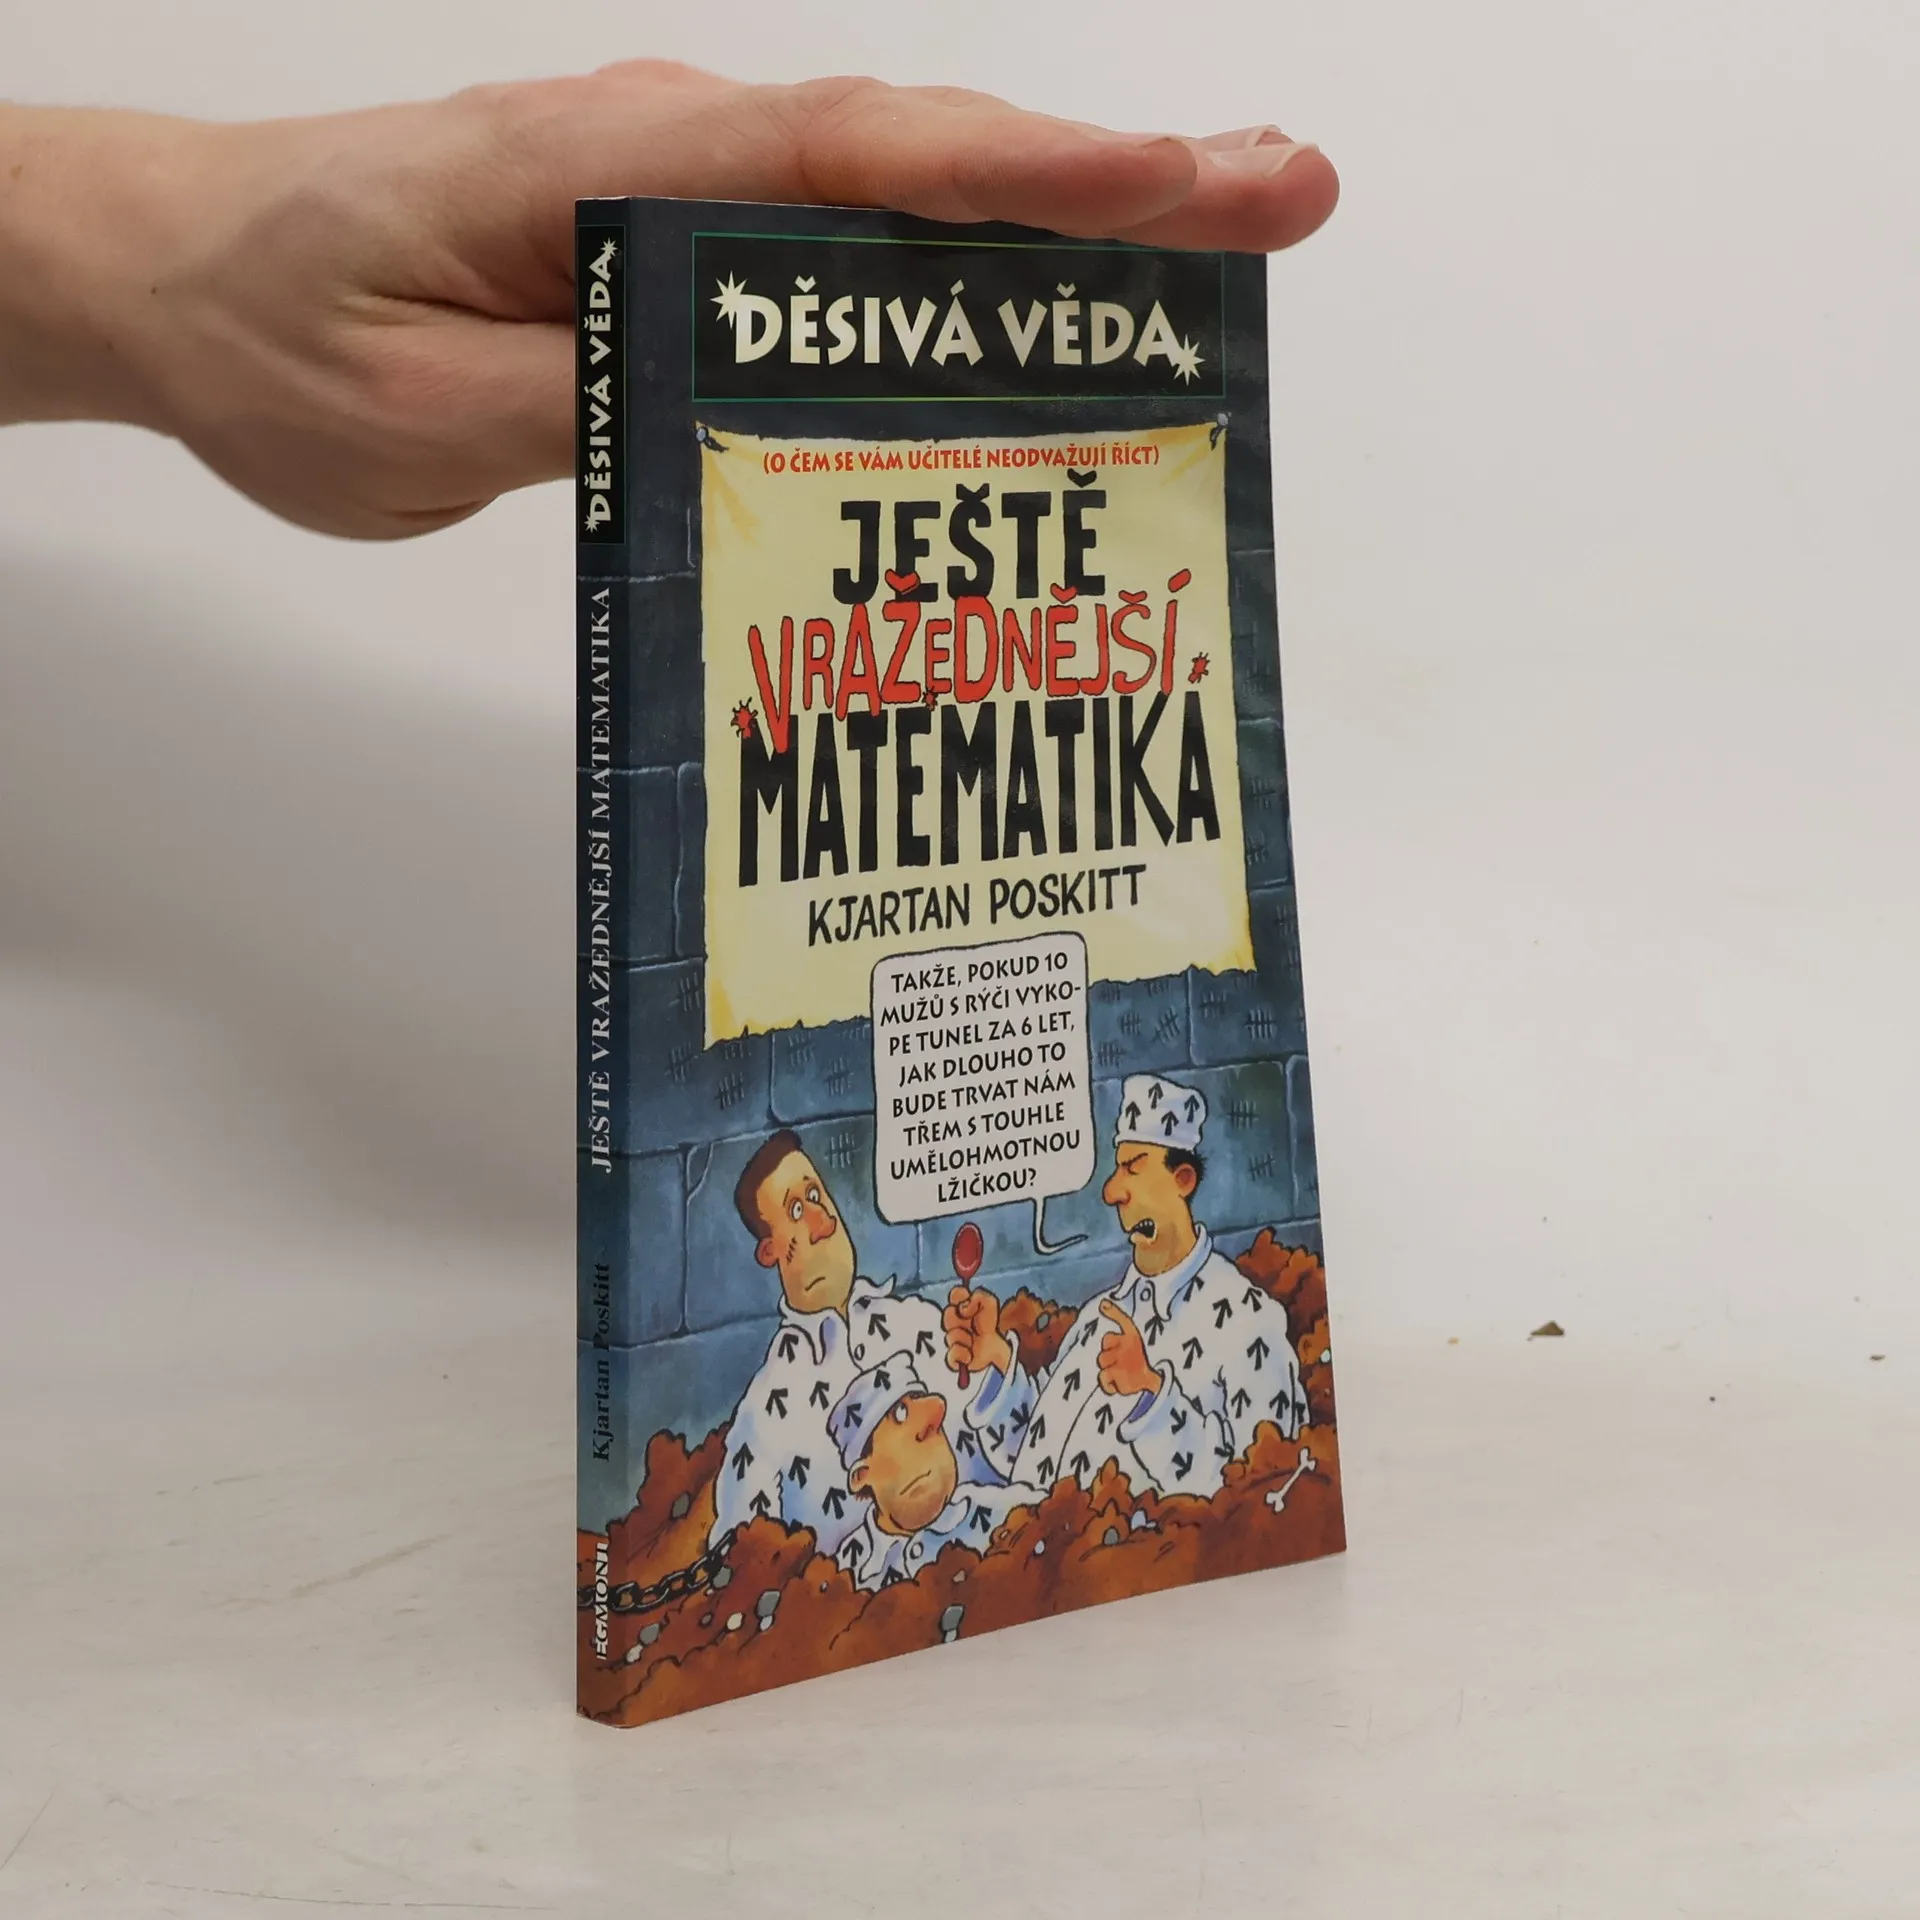 DĚSIVÁ VĚDA
JEŠTĚ VRAŽEDNĚJŠÍ MATEMATIKA
Kjartan Poskitt
EGMONT
DĚSIVÁ VĚDA
(O ČEM SE VÁM UČITELÉ NEODVAŽUJÍ ŘÍCT)
JEŠTĚ
VRAŽEDNĚJŠÍ
MATEMATIKA
KJARTAN POSKITT
TAKŽE, POKUD 10
MUŽŮ S RÝČI VYKO-
PE TUNEL ZA 6 LET,
JAK DLOUHO TO
BUDE TRVAT NÁM
TŘEM S TOUHLE
UMĚLOHMOTNOU
LŽIČKOU?